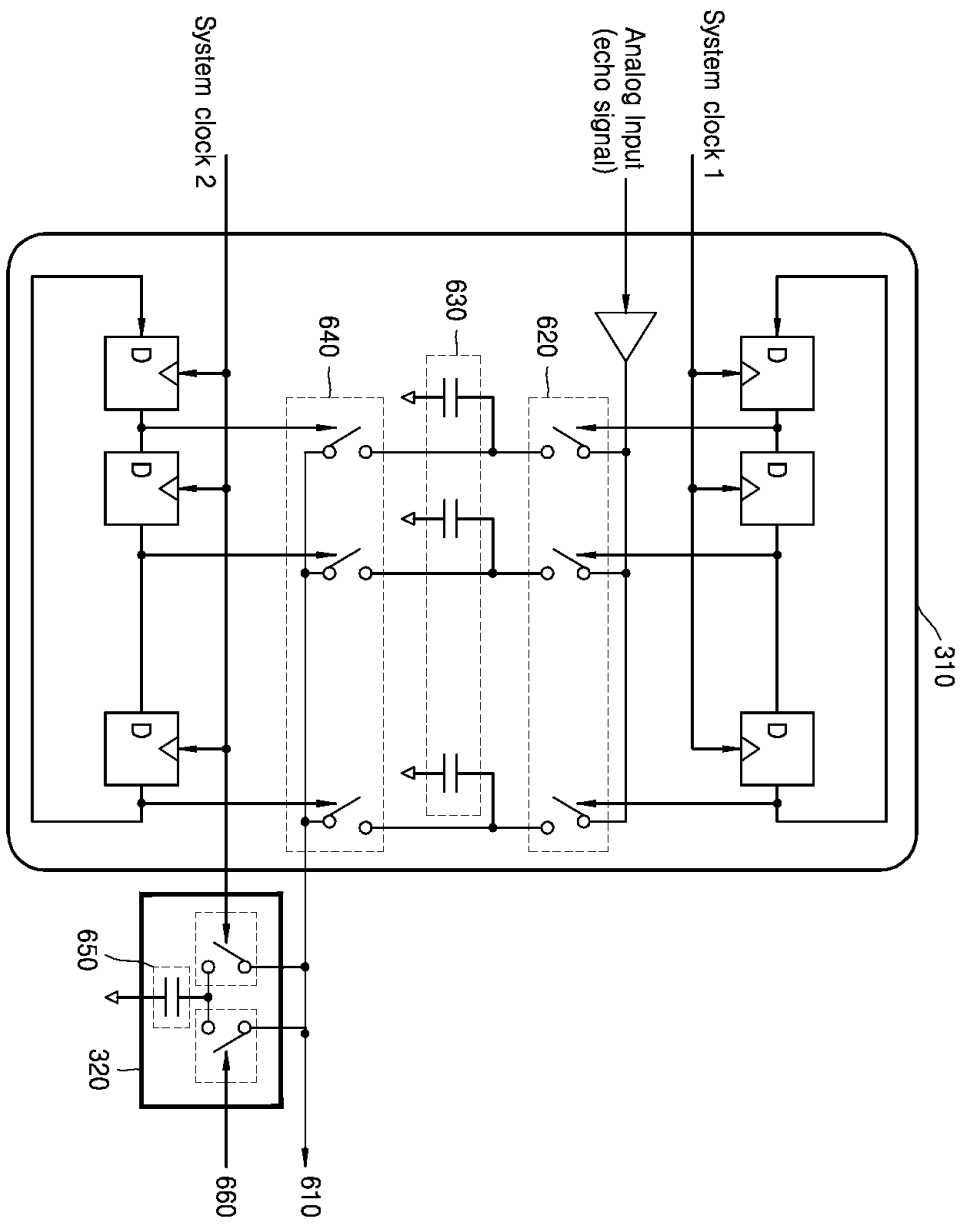 System clock 1
Analog Input
(echo signal)
System clock 2
310
D
D
D
620
630
640
D
D
D
650
320
660
610